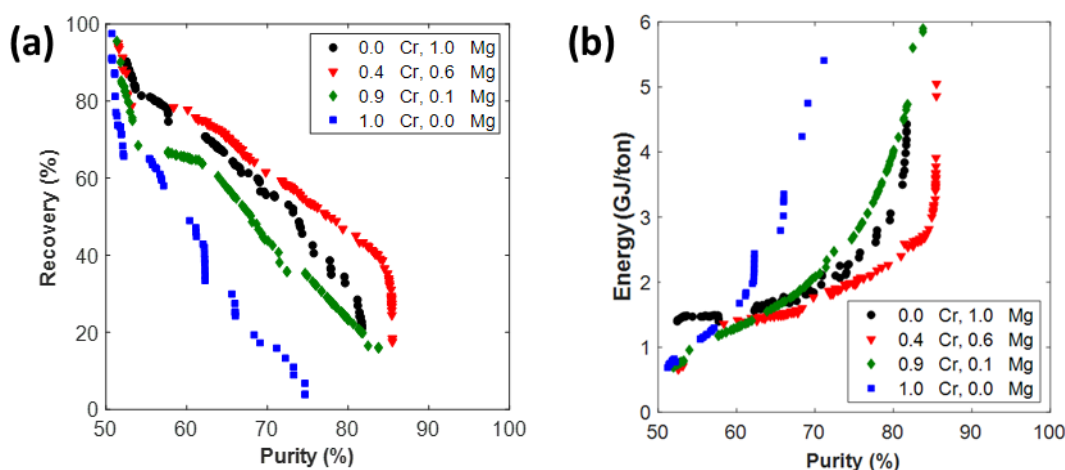 (a)
Recovery (%)
100
80
60
40
20
0
0.0 Cr, 1.0 Mg
0.4 Cr, 0.6 Mg
0.9 Cr, 0.1 Mg
1.0 Cr, 0.0 Mg
50 60 70 80 90 100
Purity (%)
(b)
Energy (GJ/ton)
6
5
4
3
2
1
0
0.0 Cr, 1.0 Mg
0.4 Cr, 0.6 Mg
0.9 Cr, 0.1 Mg
1.0 Cr, 0.0 Mg
50 60 70 80 90 100
Purity (%)